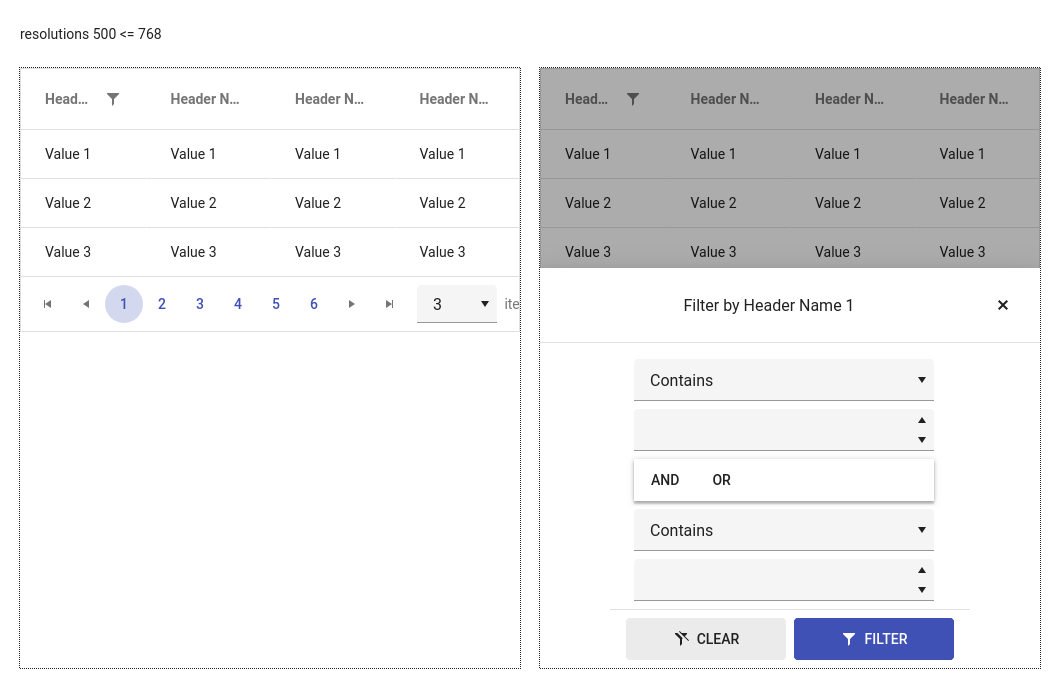 resolutions 500 <= 768
Head... Header N... Header N... Header N...
Value 1 Value 1 Value 1 Value 1
Value 2 Value 2 Value 2 Value 2
Value 3 Value 3 Value 3 Value 3
1 2 3 4 5 6 3 ite
Head... Header N... Header N... Header N...
Value 1 Value 1 Value 1 Value 1
Value 2 Value 2 Value 2 Value 2
Value 3 Value 3 Value 3 Value 3
Filter by Header Name 1
Contains
AND OR
Contains
CLEAR FILTER